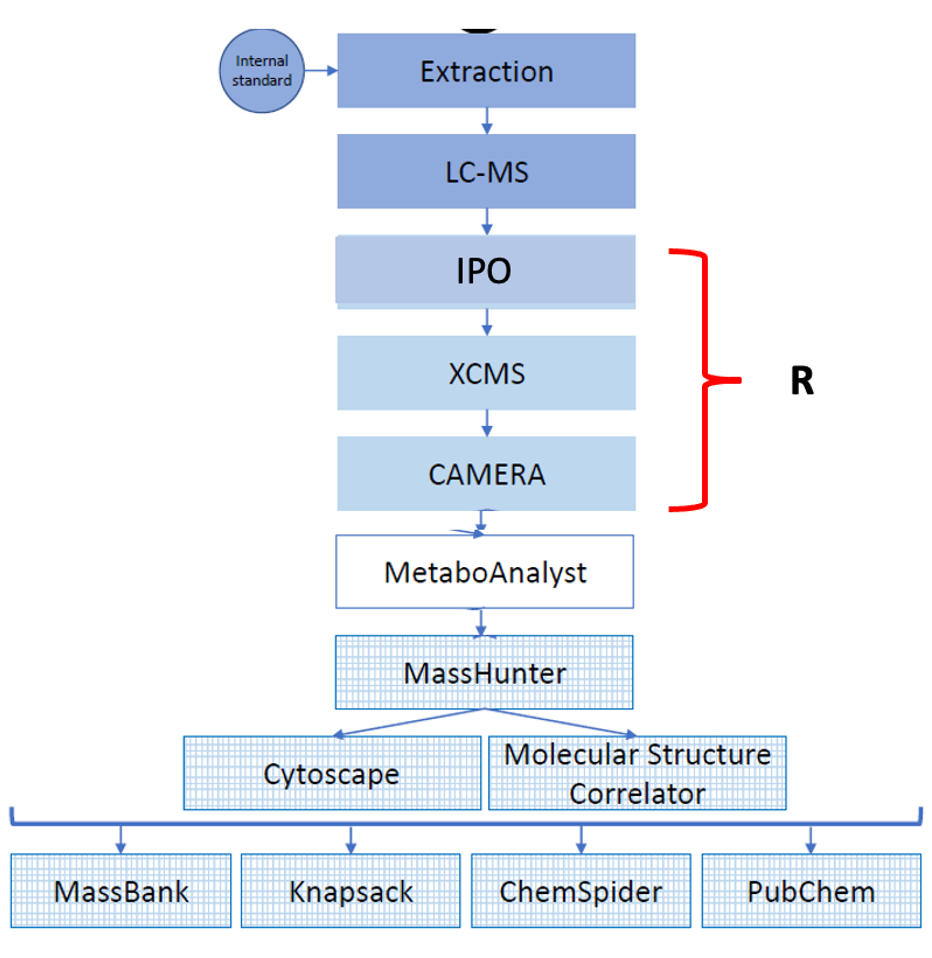 Internal
standard
Extraction
LC-MS
IPO
XCMS
R
CAMERA
MetaboAnalyst
MassHunter
Cytoscape
Molecular Structure
Correlator
MassBank
Knapsack
ChemSpider
PubChem